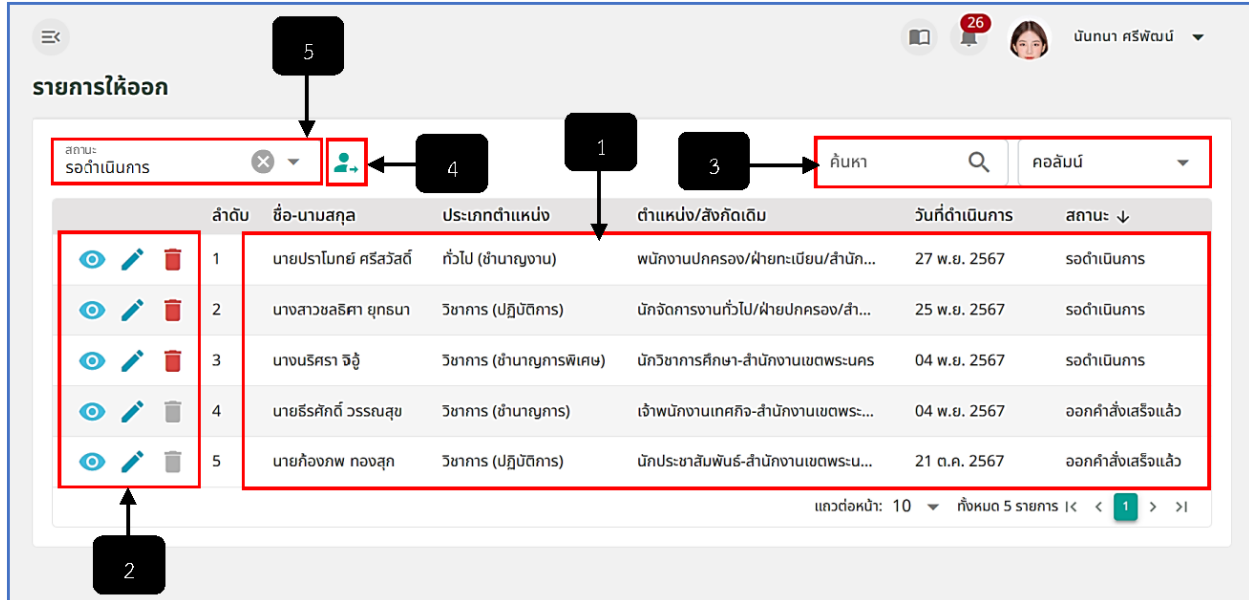 26
นันทนา ศรีพัฒน์
5
รายการให้ออก
สถานะ
รอดำเนินการ
4
1
3
ค้นหา
คอลัมน์
ลำดับ ชื่อ-นามสกุล ประเภทตำแหน่ง ตำแหน่ง/สังกัดเดิม วันที่ดำเนินการ สถานะ ↓
1 นายปราโมทย์ ศรีสวัสดิ์ ทั่วไป (ชำนาญงาน) พนักงานปกครอง/ฝ่ายทะเบียน/สำนัก... 27 พ.ย. 2567 รอดำเนินการ
2 นางสาวชลธิศา ยุทธนา วิชาการ (ปฏิบัติการ) นักจัดการงานทั่วไป/ฝ่ายปกครอง/สำ... 25 พ.ย. 2567 รอดำเนินการ
3 นางนริศรา จิอู้ วิชาการ (ชำนาญการพิเศษ) นักวิชาการศึกษา-สำนักงานเขตพระนคร 04 พ.ย. 2567 รอดำเนินการ
4 นายธีรศักดิ์ วรรณสุข วิชาการ (ชำนาญการ) เจ้าพนักงานเทศกิจ-สำนักงานเขตพระ... 04 พ.ย. 2567 ออกคำสั่งเสร็จแล้ว
5 นายก้องภพ ทองสุก วิชาการ (ปฏิบัติการ) นักประชาสัมพันธ์-สำนักงานเขตพระน... 21 ต.ค. 2567 ออกคำสั่งเสร็จแล้ว
แถวต่อหน้า: 10 ทั้งหมด 5 รายการ |< < 1 > >|
2